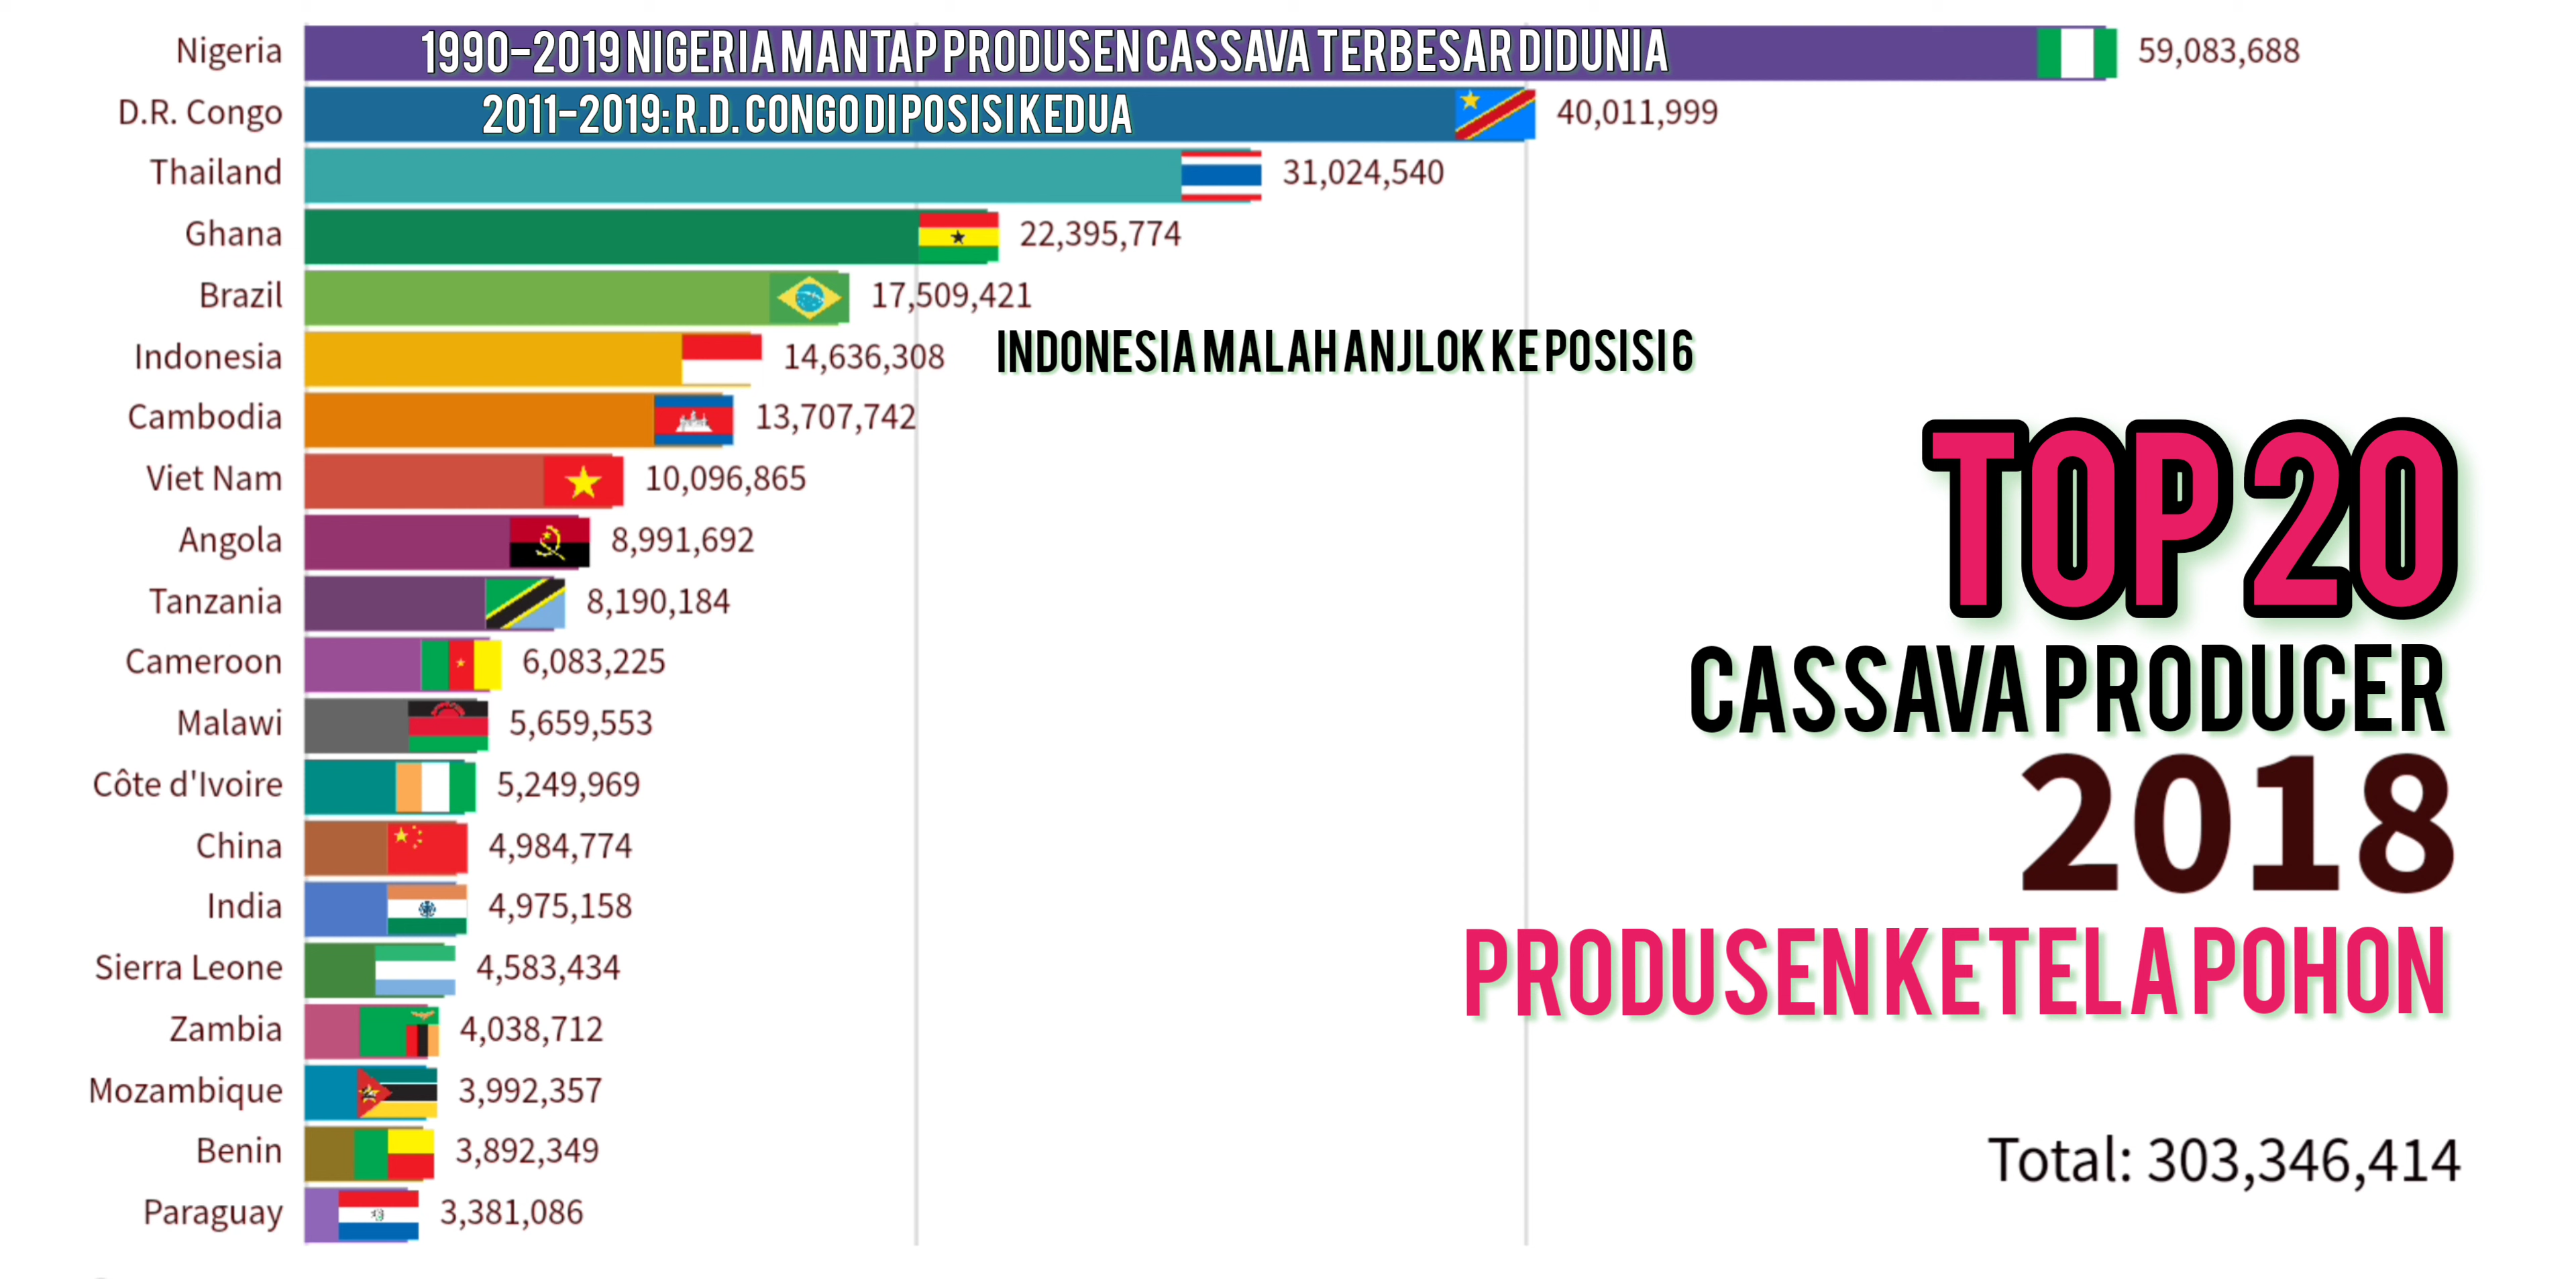 Nigeria 1990-2019 NIGERIA MANTAP PRODUSEN CASSAVA TERBESAR DIDUNIA 59,083,688
D.R. Congo 2011-2019: R.D. CONGO DI POSISI KEDUA 40,011,999
Thailand 31,024,540
Ghana 22,395,774
Brazil 17,509,421
Indonesia 14,636,308 INDONESIA MALAH ANJLOK KE POSISI 6
Cambodia 13,707,742
Viet Nam 10,096,865
Angola 8,991,692
Tanzania 8,190,184
Cameroon 6,083,225
Malawi 5,659,553
Côte d'Ivoire 5,249,969
China 4,984,774
India 4,975,158
Sierra Leone 4,583,434
Zambia 4,038,712
Mozambique 3,992,357
Benin 3,892,349
Paraguay 3,381,086
TOP 20
CASSAVA PRODUCER
2018
PRODUSEN KETELA POHON
Total: 303,346,414